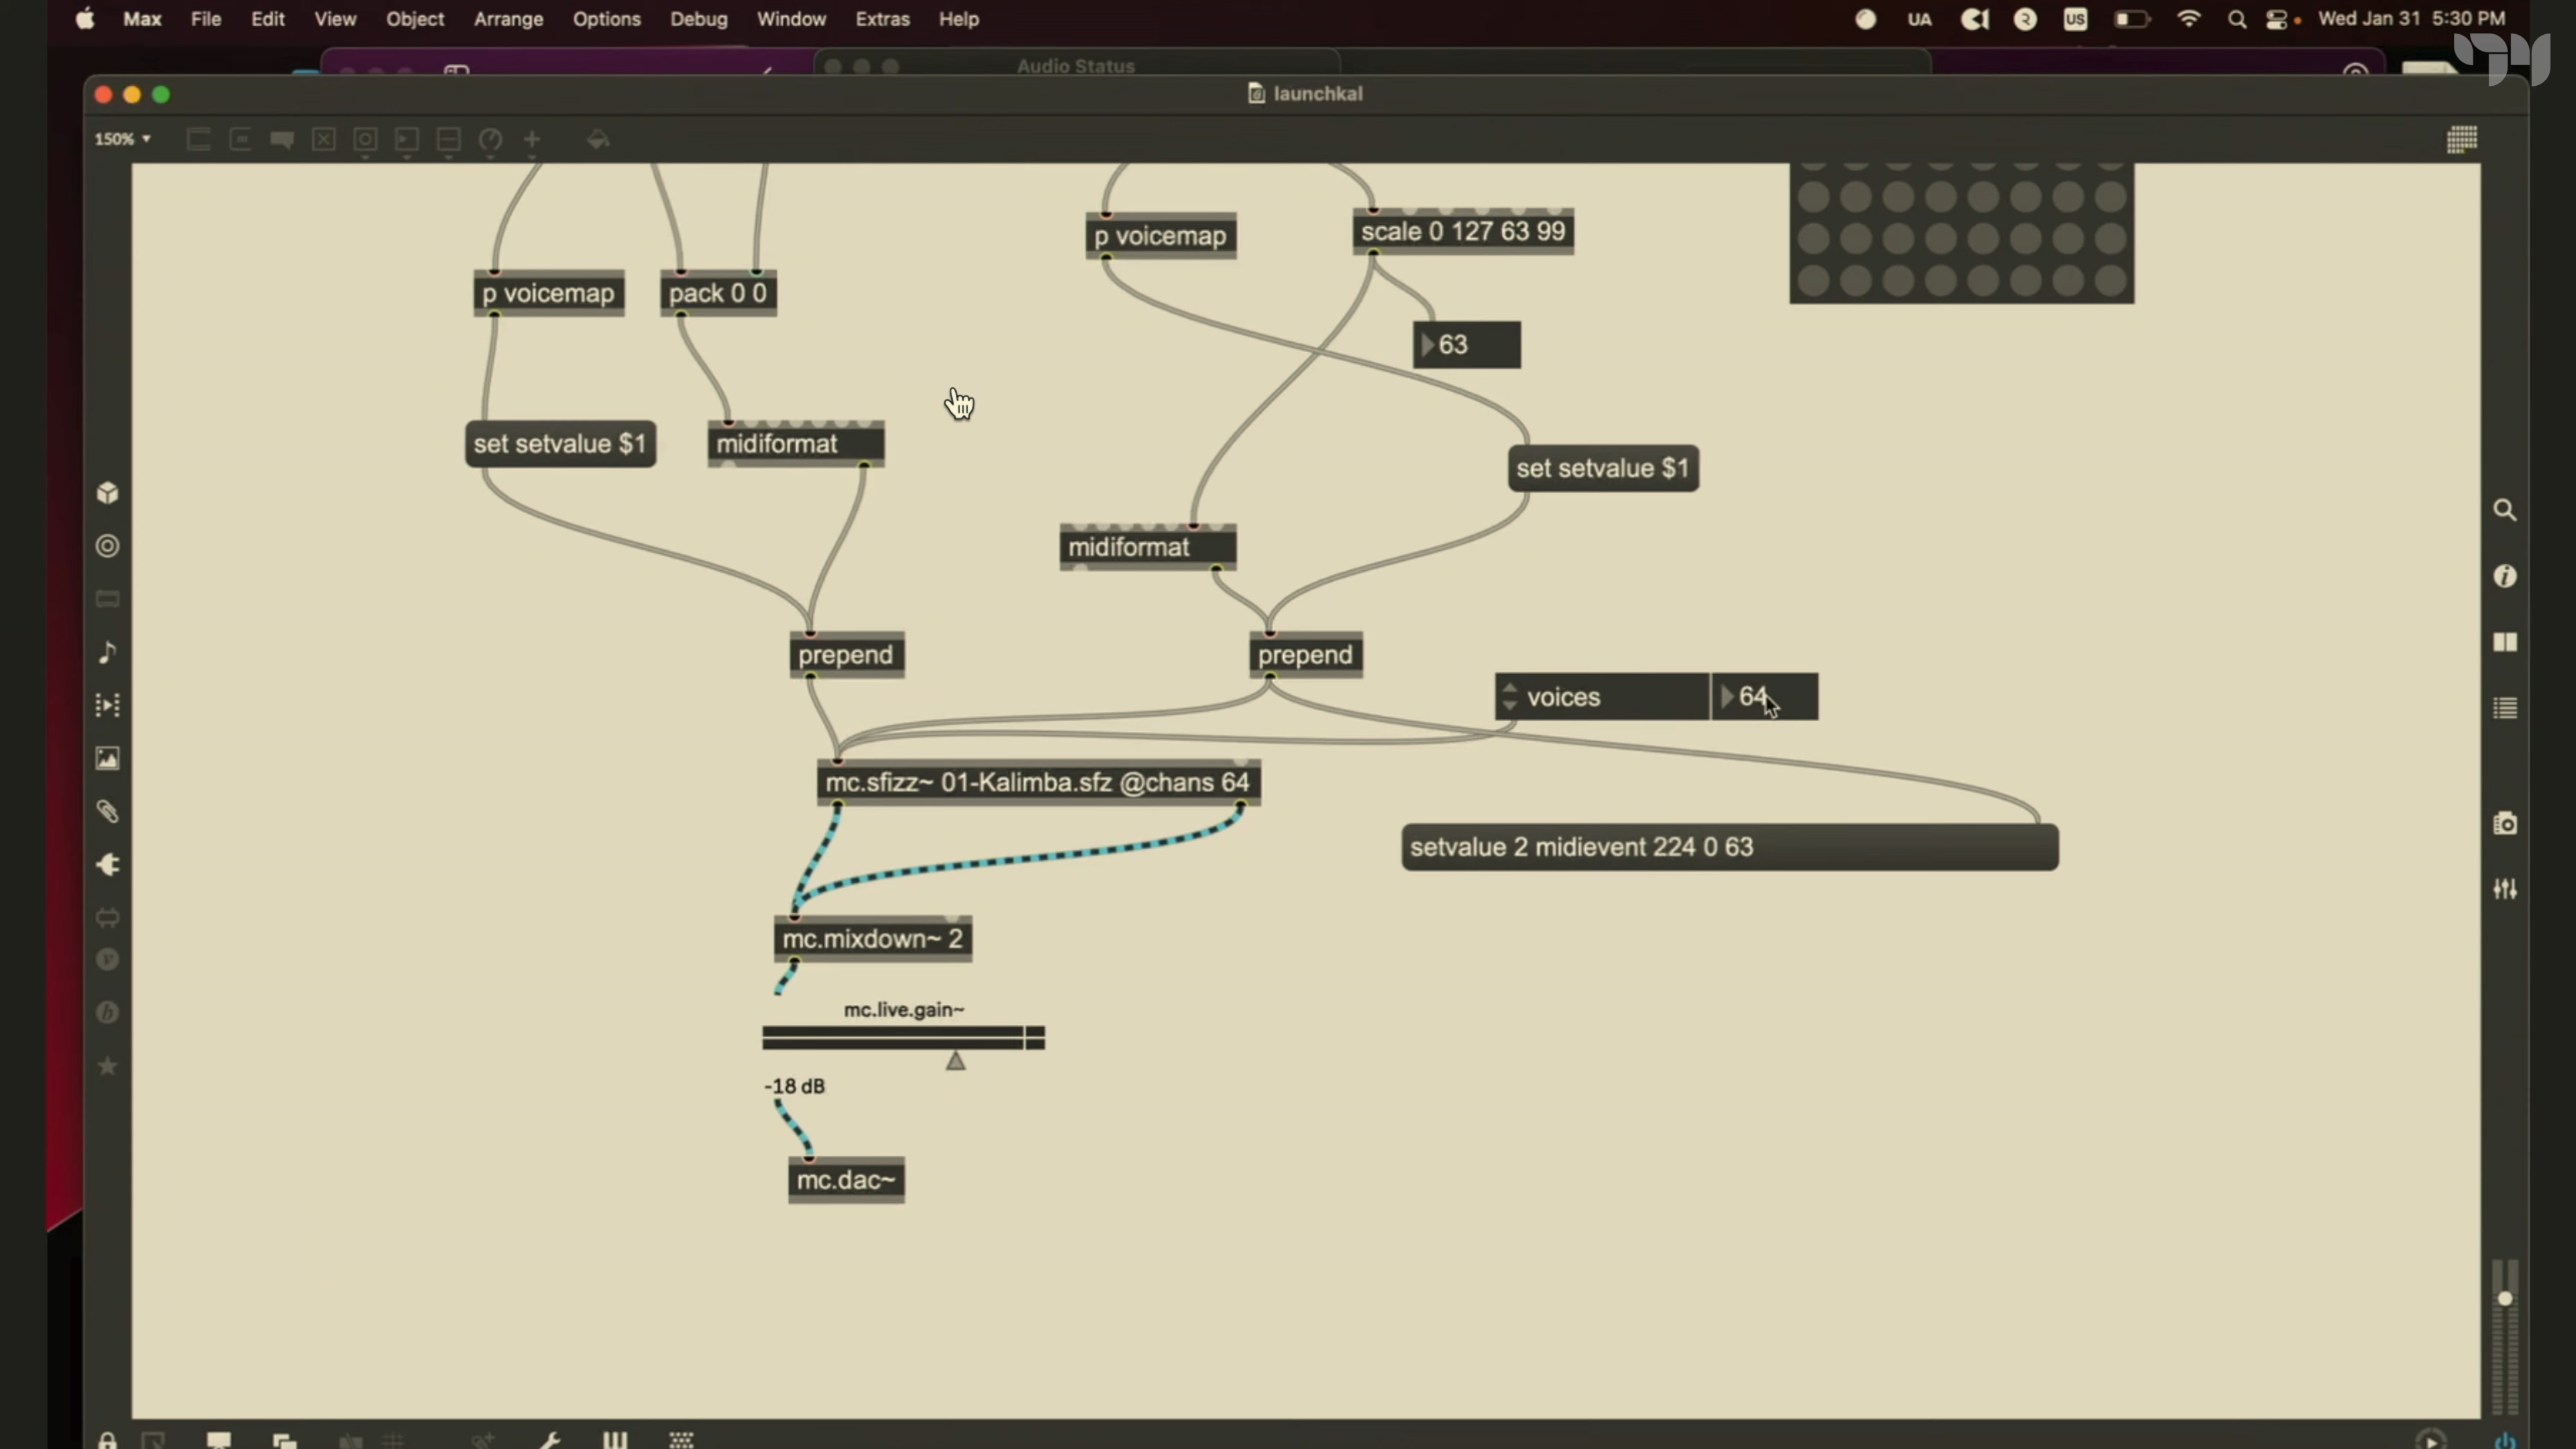 Max File Edit View Object Arrange Options Debug Window Extras Help UA US Wed Jan 31 5:30 PM
Audio Status
launchkal
150%
p voicemap
scale 0 127 63 99
p voicemap
pack 0 0
63
set setvalue $1
midiformat
set setvalue $1
midiformat
prepend
prepend
voices
64
mc.sfizz~ 01-Kalimba.sfz @chans 64
setvalue 2 midievent 224 0 63
mc.mixdown~ 2
mc.live.gain~
-18 dB
mc.dac~